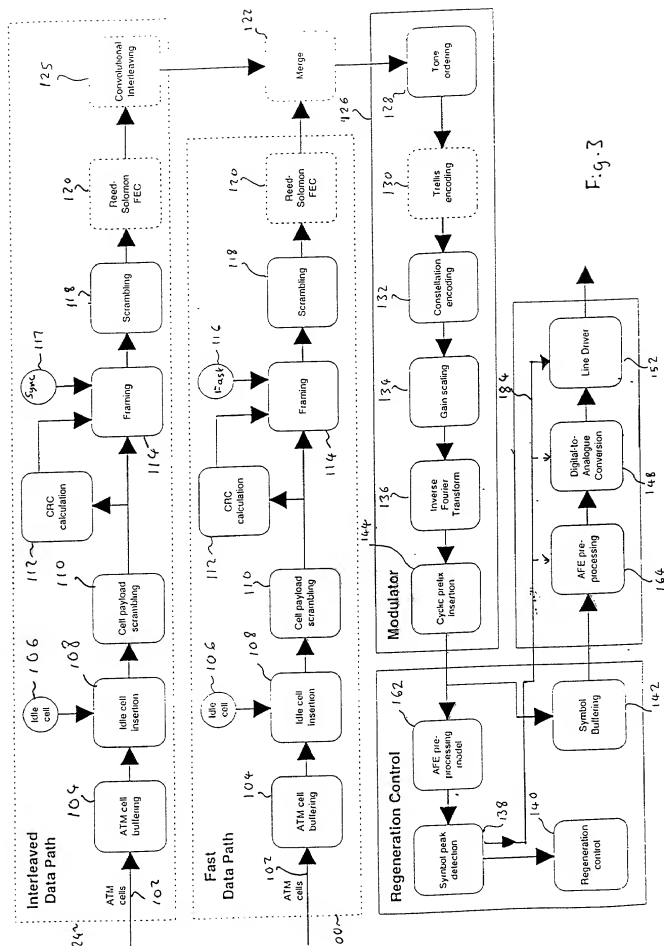 Interleaved
Data Path
24
ATM
cells
102
104
ATM cell buffering
106
Idle
cell
108
Idle cell
insertion
110
Cell payload
scrambling
112
CRC
calculation
117
Sync
Framing
114
118
Scrambling
120
Reed-
Solomon
FEC
125
Convolutional
Interleaving
Fast
Data Path
00
ATM
cells
102
104
ATM cell
buffering
106
Idle
cell
108
Idle cell
insertion
110
Cell payload
scrambling
112
CRC
calculation
116
Fast
Framing
114
118
Scrambling
120
Reed-
Solomon
FEC
122
Merge
126
Modulator
128
Tone
ordering
130
Trellis
encoding
132
Constellation
encoding
134
Gain scaling
136
Inverse
Fourier
Transform
144
Cyclic prefix
insertion
Regeneration Control
162
AFE pre-
processing
model
Symbol peak
detection
138
140
Regeneration
control
Symbol
Buffering
142
AFE pre-
processing
164
Digital-to-
Analogue
Conversion
148
184
Line Driver
152
Fig.3